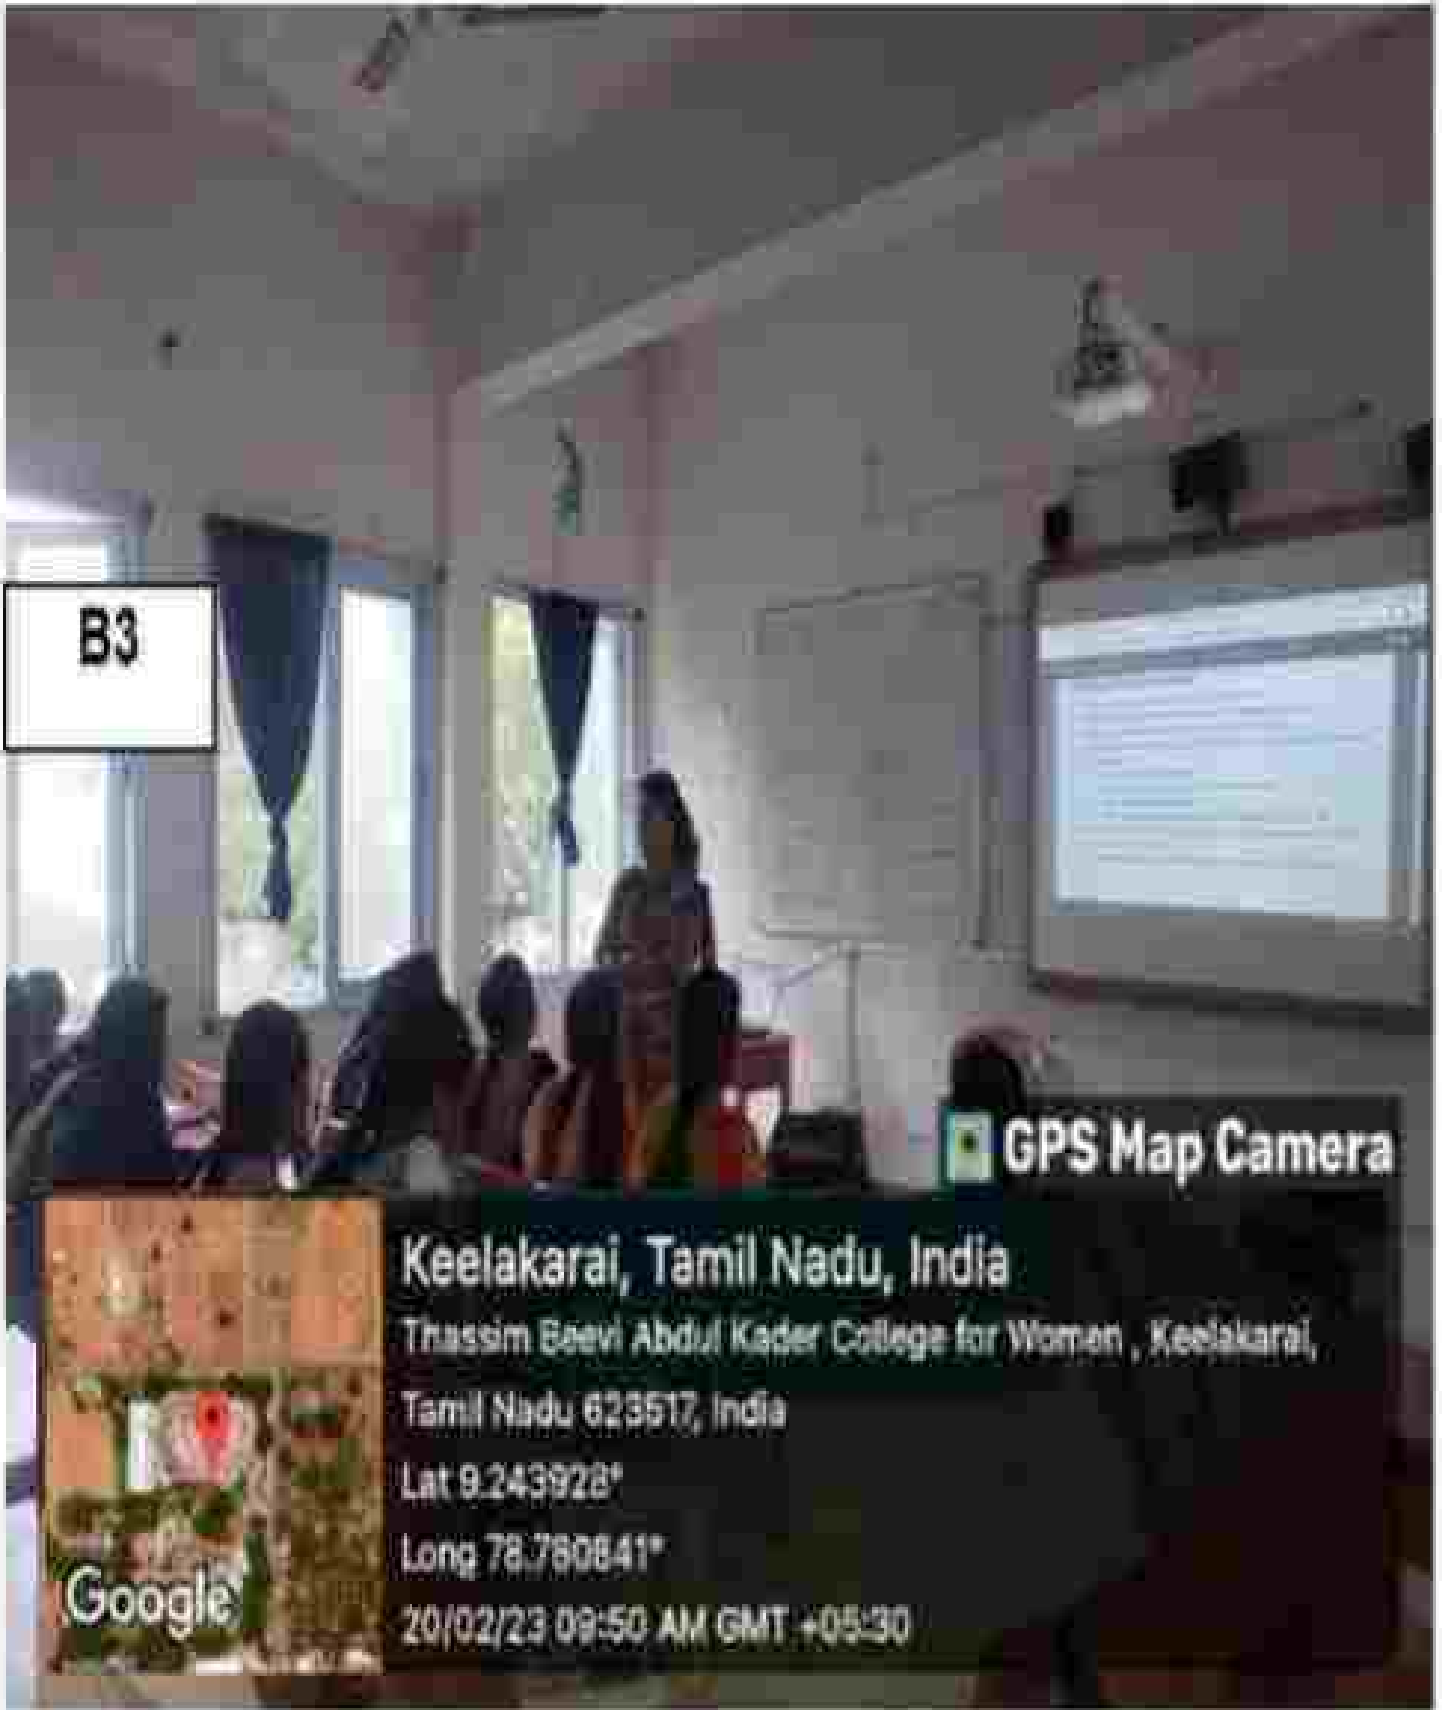 B3
GPS Map Camera
Keelakarai, Tamil Nadu, India
Thassim Beevi Abdul Kader College for Women , Keelakarai,
Tamil Nadu 623517, India
Lat 9.243928°
Long 78.780841°
20/02/23 09:50 AM GMT +05:30
Google